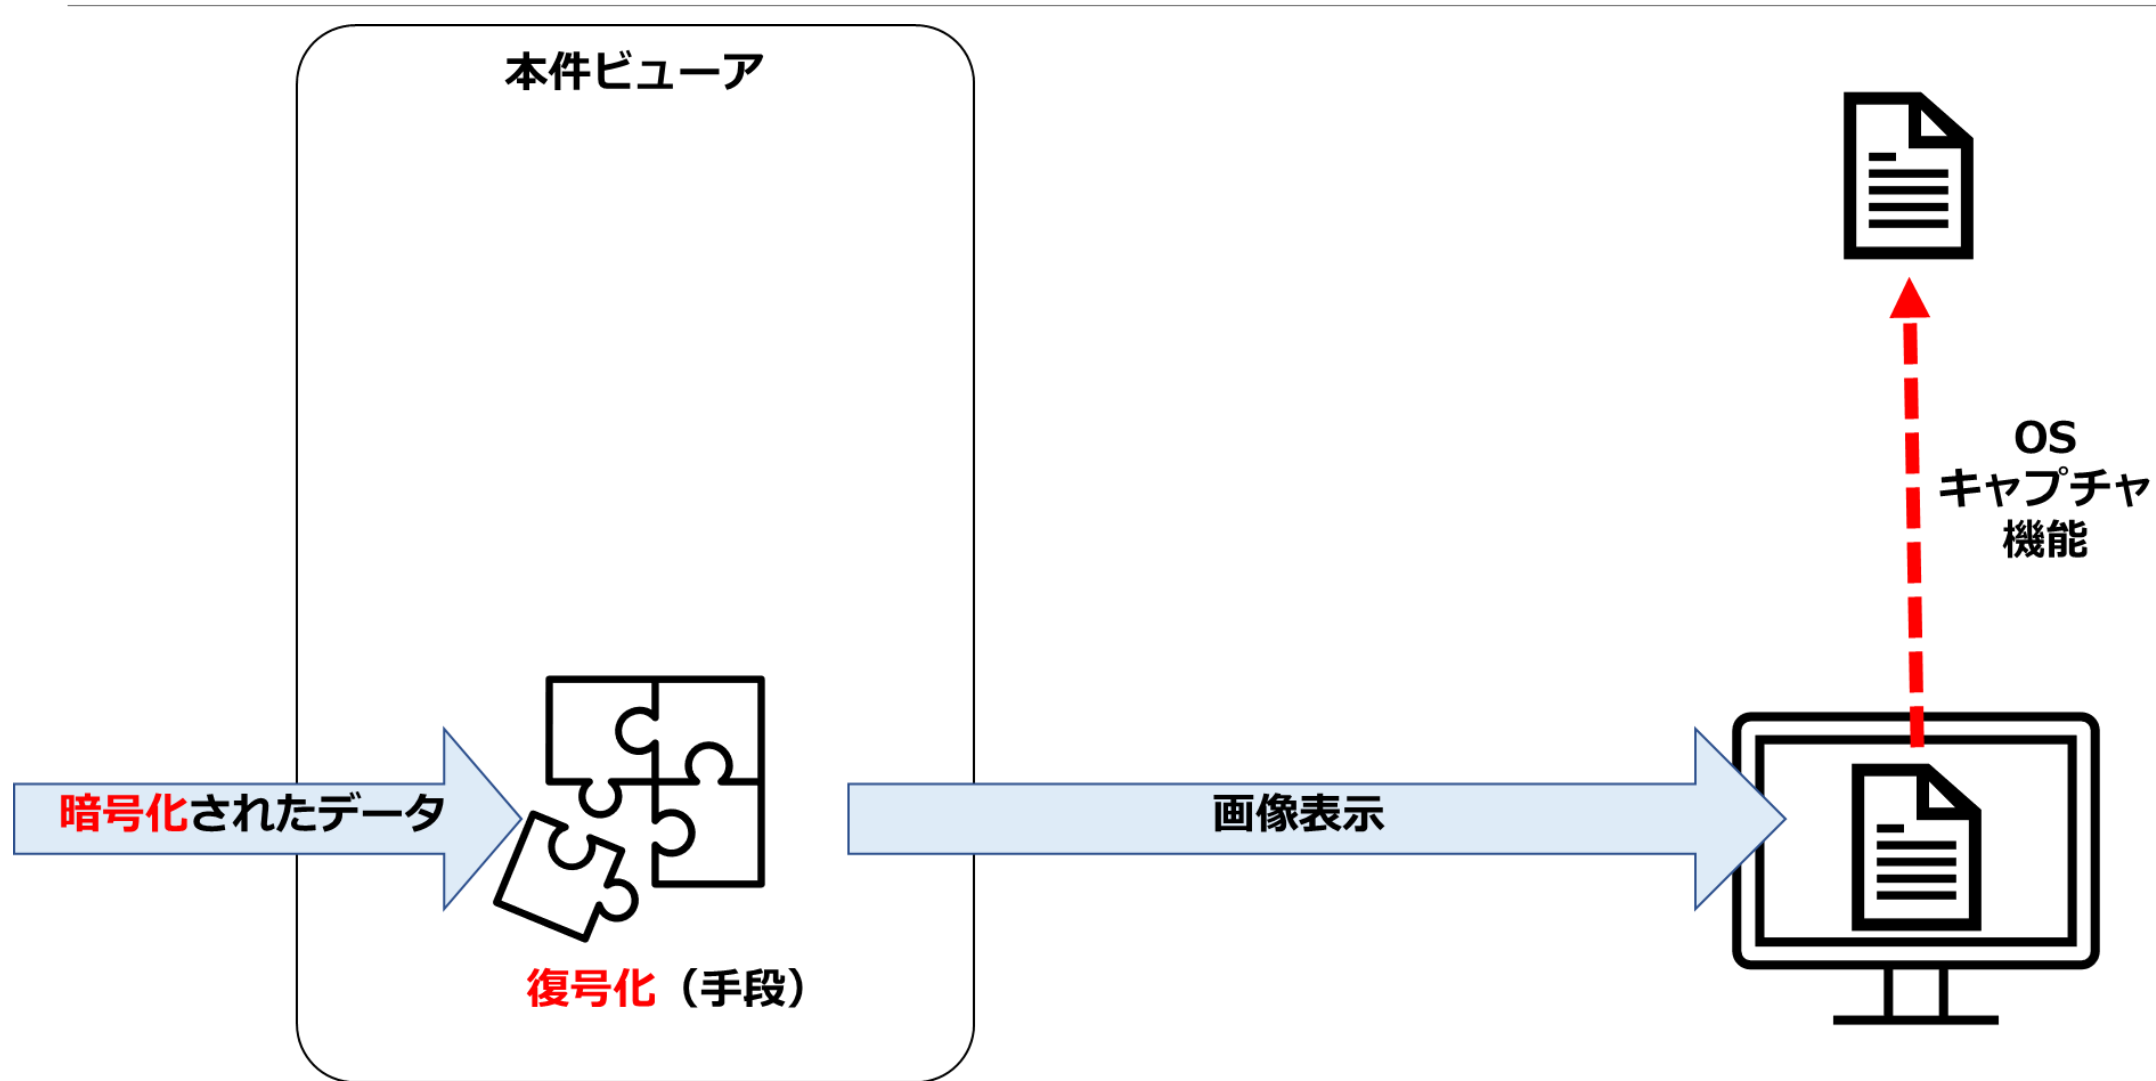 本件ビューア
OS
キャプチャ
機能
暗号化されたデータ
画像表示
復号化（手段）